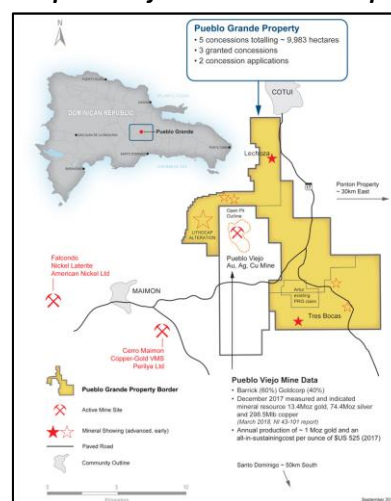 Pueblo Grande Property
• 5 concessions totalling ~ 9,983 hectares
• 3 granted concessions
• 2 concession applications
N
COTUI
DOMINICAN REPUBLIC
Pueblo Grande
Lechoza
Ponton Property
~ 30km East
LITHOCAP
ALTERATION
Open Pit
Outline
Pueblo Viejo
Au, Ag, Cu Mine
Falcondo
Nickel Laterite
American Nickel Ltd
MAIMON
Tres Bocas
Cerro Maimon
Copper-Gold VMS
Perilya Ltd
Pueblo Grande Property Border
Active Mine Site
Mineral Showing (advanced, early)
Paved Road
Community Outline
Pueblo Viejo Mine Data
• Barrick (60%) Goldcorp (40%)
• December 2017 measured and indicated
mineral resource 13.4Moz gold, 74.4Moz silver
and 298.5Mlb copper
(March 2018, NI 43-101 report)
• Annual production of ~ 1 Moz gold and an
all-in-sustainingcost per ounce of $US 525 (2017)
Santo Domingo ~ 50km South